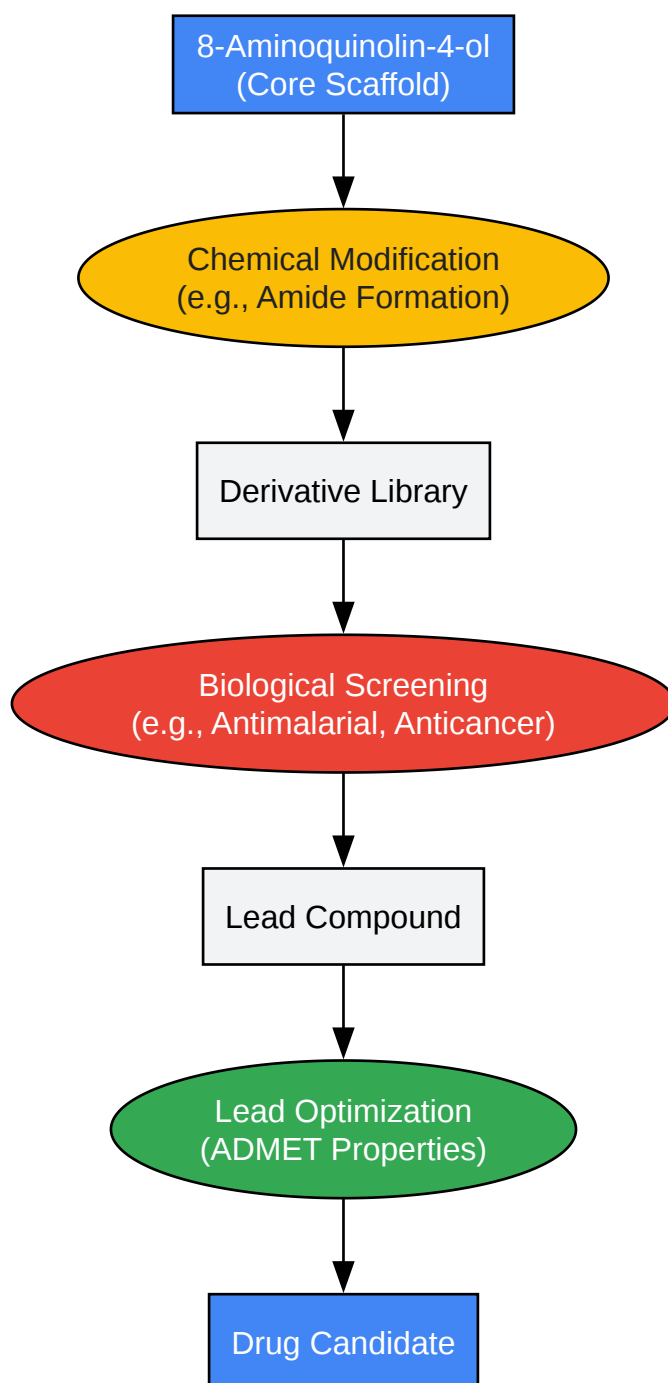 8-Aminoquinolin-4-ol
(Core Scaffold)
Chemical Modification
(e.g., Amide Formation)
Derivative Library
Biological Screening
(e.g., Antimalarial, Anticancer)
Lead Compound
Lead Optimization
(ADMET Properties)
Drug Candidate